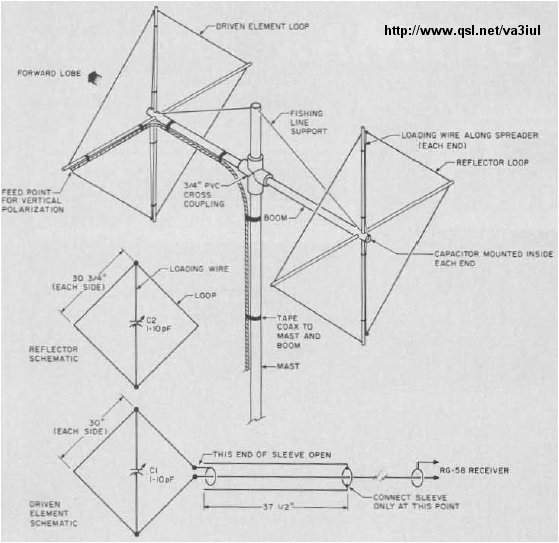 http://www.qsl.net/va3iul
DRIVEN ELEMENT LOOP
FORWARD LOBE
FISHING
LINE
SUPPORT
LOADING WIRE ALONG SPREADER
(EACH END)
REFLECTOR LOOP
FEED POINT
FOR VERTICAL
POLARIZATION
3/4" PVC
CROSS
COUPLING
BOOM
CAPACITOR MOUNTED INSIDE
EACH END
30 3/4"
(EACH SIDE)
LOADING WIRE
LOOP
C2
1-10pF
REFLECTOR
SCHEMATIC
TAPE
COAX TO
MAST AND
BOOM
MAST
30"
(EACH SIDE)
THIS END OF SLEEVE OPEN
RG-58 RECEIVER
C1
1-10pF
37 1/2"
CONNECT SLEEVE
ONLY AT THIS POINT
DRIVEN
ELEMENT
SCHEMATIC